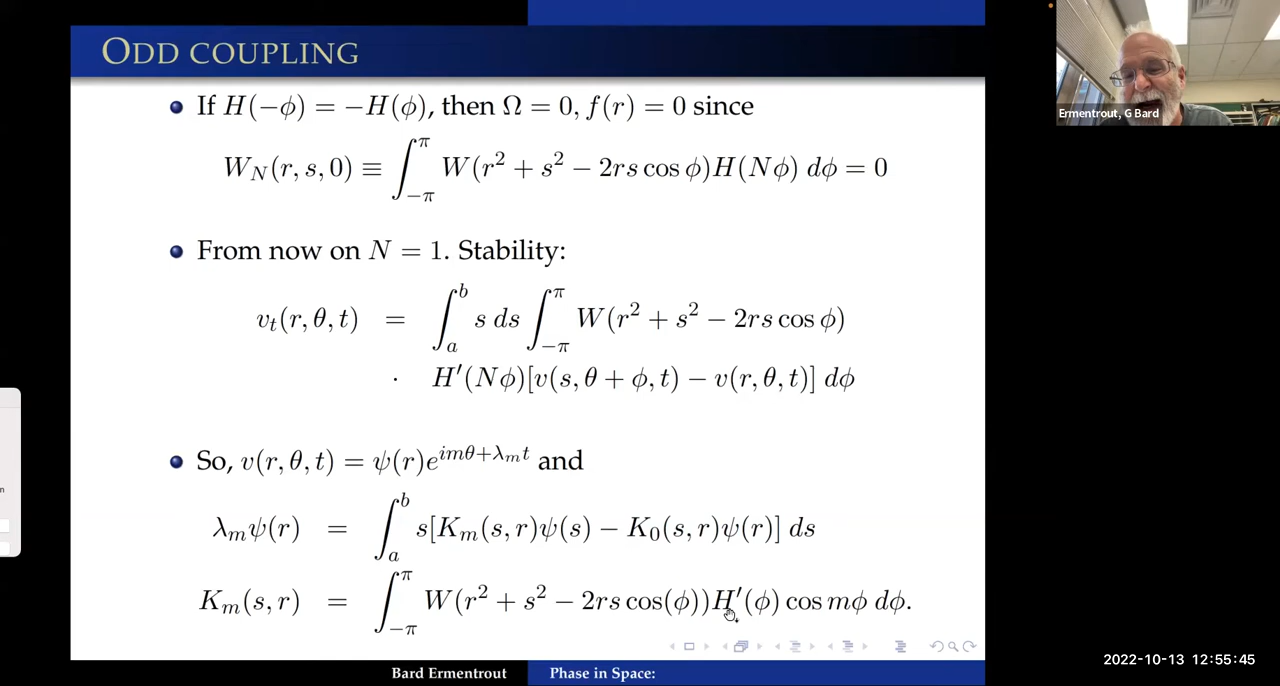 ODD COUPLING
If H(−ϕ) = −H(ϕ), then Ω = 0, f(r) = 0 since
W_N(r, s, 0) ≡ ∫_{−π}^{π} W(r² + s² − 2rs cos ϕ)H(Nϕ) dϕ = 0
From now on N = 1. Stability:
v_t(r, θ, t) = ∫_a^b s ds ∫_{−π}^{π} W(r² + s² − 2rs cos ϕ)
· H′(Nϕ)[v(s, θ + ϕ, t) − v(r, θ, t)] dϕ
So, v(r, θ, t) = ψ(r)e^{imθ+λ_m t} and
λ_mψ(r) = ∫_a^b s[K_m(s, r)ψ(s) − K_0(s, r)ψ(r)] ds
K_m(s, r) = ∫_{−π}^{π} W(r² + s² − 2rs cos(ϕ))H′(ϕ) cos mϕ dϕ.
Bard Ermentrout Phase in Space:
Ermentrout, G Bard
2022-10-13 12:55:45